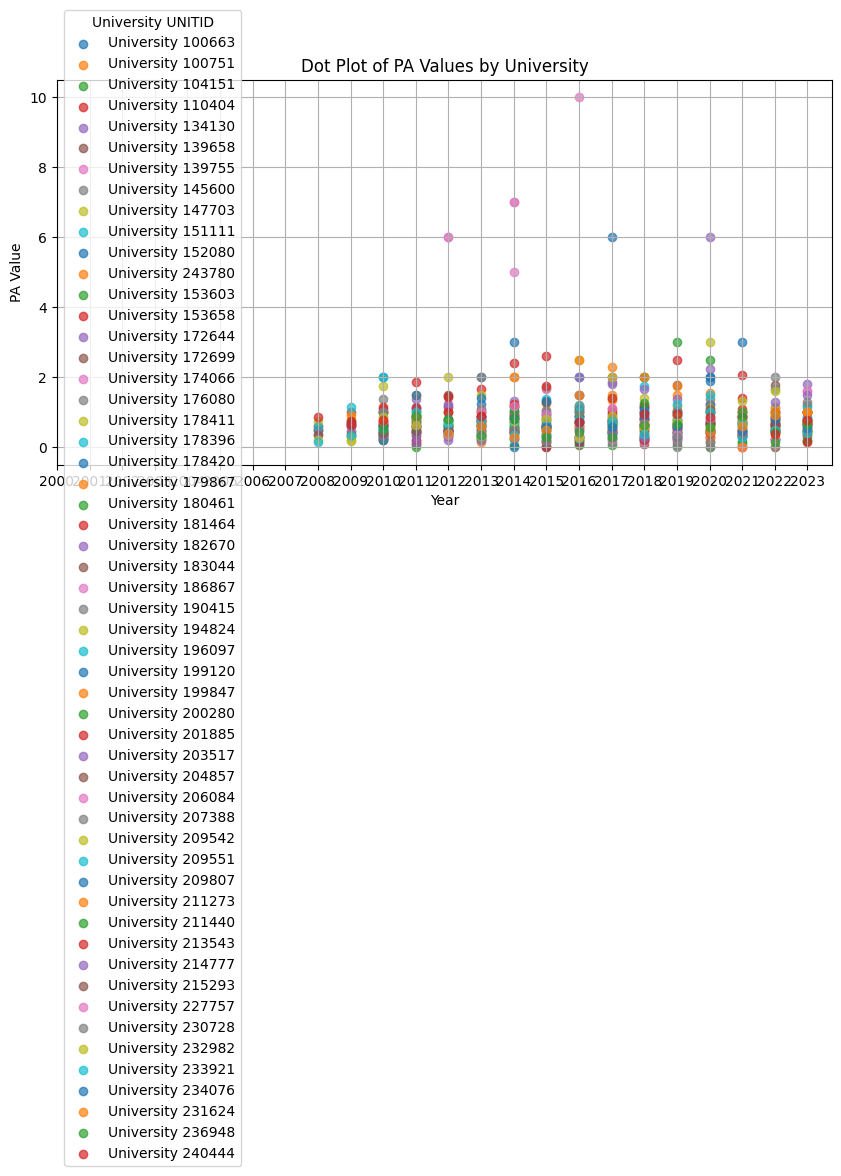 University UNITID
University 100663
University 100751
University 104151
University 110404
University 134130
University 139658
University 139755
University 145600
University 147703
University 151111
University 152080
University 243780
University 153603
University 153658
University 172644
University 172699
University 174066
University 176080
University 178411
University 178396
University 178420
University 179867
University 180461
University 181464
University 182670
University 183044
University 186867
University 190415
University 194824
University 196097
University 199120
University 199847
University 200280
University 201885
University 203517
University 204857
University 206084
University 207388
University 209542
University 209551
University 209807
University 211273
University 211440
University 213543
University 214777
University 215293
University 227757
University 230728
University 232982
University 233921
University 234076
University 231624
University 236948
University 240444
Dot Plot of PA Values by University
PA Value
10
8
6
4
2
0
2006 2007 2008 2009 2010 2011 2012 2013 2014 2015 2016 2017 2018 2019 2020 2021 2022 2023
Year